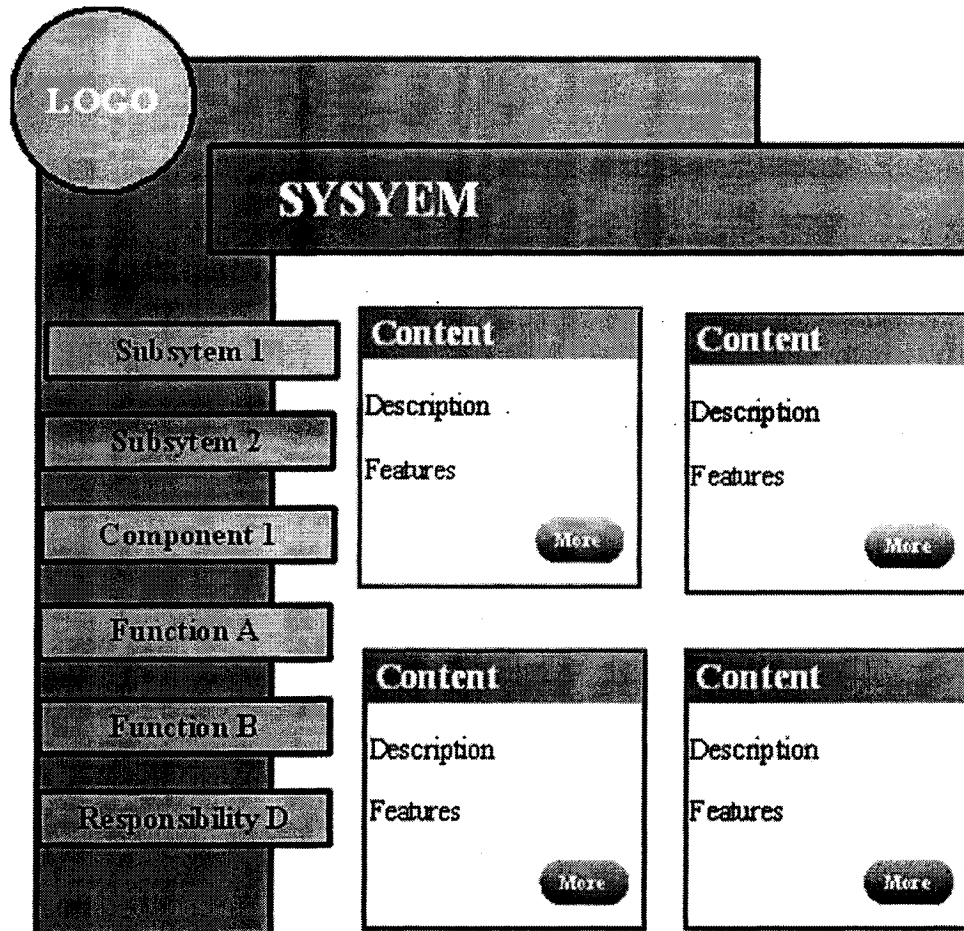 LOGO
SYSYEM
Subsytem 1
Subsytem 2
Component 1
Function A
Function B
Responsibility D
Content
Description
Features
More
Content
Description
Features
More
Content
Description
Features
More
Content
Description
Features
More